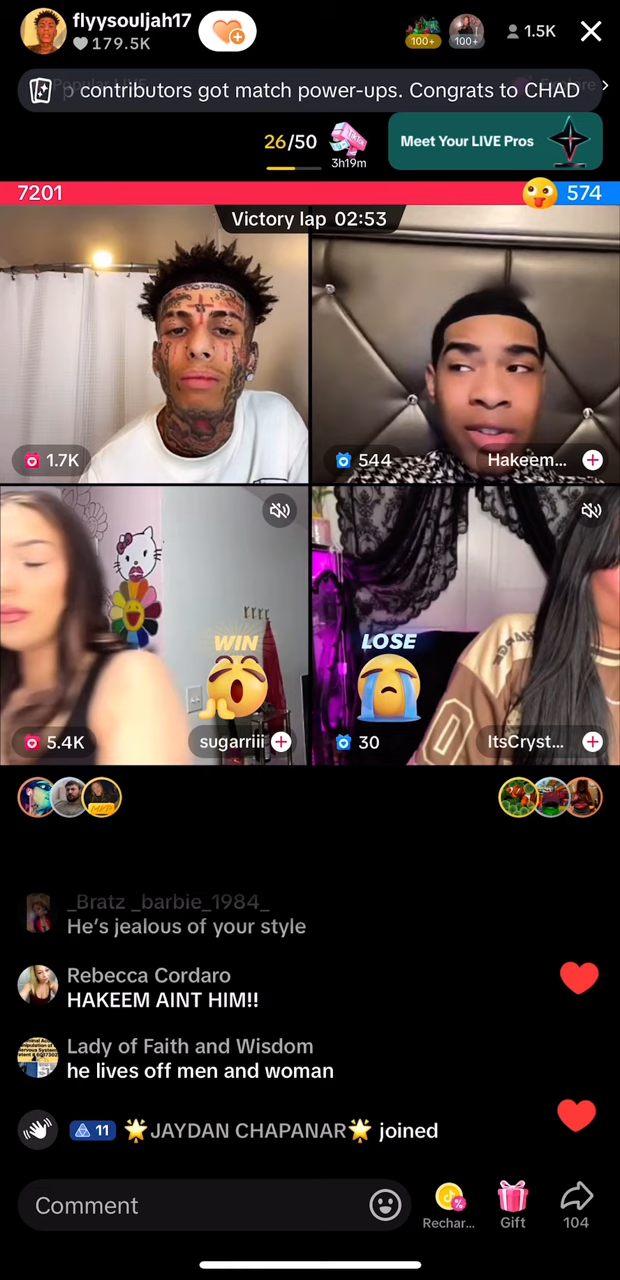 flyysouljah17
179.5K
100+
100+
1.5K
Popular LIVE
Explore
p contributors got match power-ups. Congrats to CHAD
26/50
3h19m
Meet Your LIVE Pros
7201
574
Victory lap 02:53
1.7K
544
Hakeem...
WIN
LOSE
5.4K
sugarriii
30
ItsCryst...
_Bratz _barbie_1984_
He's jealous of your style
Rebecca Cordaro
HAKEEM AINT HIM!!
Lady of Faith and Wisdom
he lives off men and woman
11 🌟JAYDAN CHAPANAR🌟 joined
Comment
Rechar...
Gift
104